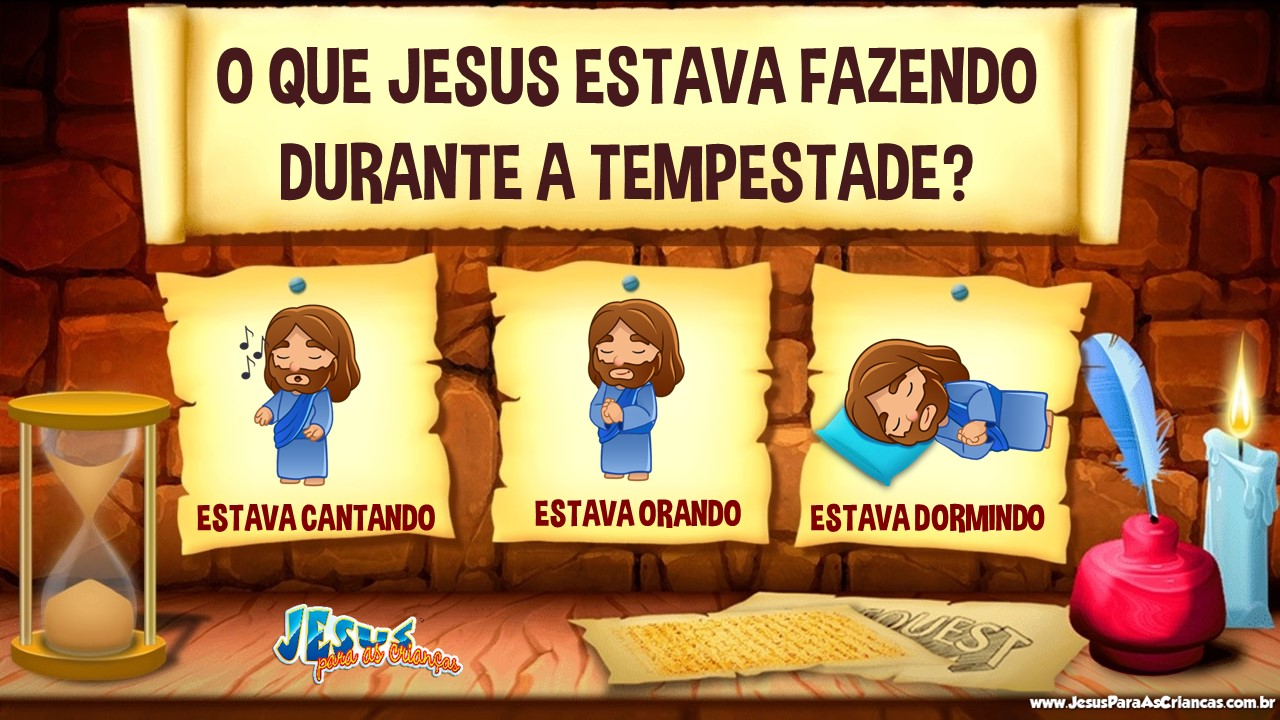 O QUE JESUS ESTAVA FAZENDO
DURANTE A TEMPESTADE?
ESTAVA CANTANDO
ESTAVA ORANDO
ESTAVA DORMINDO
JESUS
para as crianças
QUEST
www.JesusParaAsCriancas.com.br